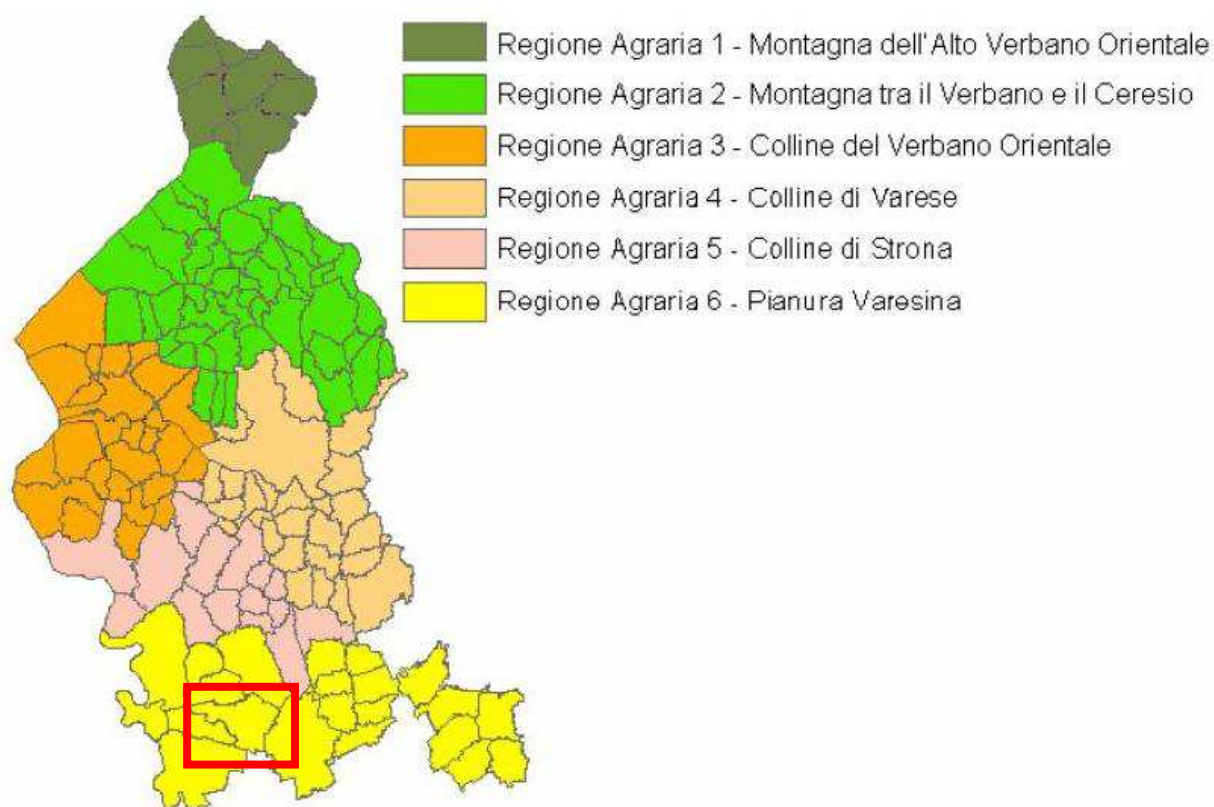 Regione Agraria 1 - Montagna dell'Alto Verbano Orientale
Regione Agraria 2 - Montagna tra il Verbano e il Ceresio
Regione Agraria 3 - Colline del Verbano Orientale
Regione Agraria 4 - Colline di Varese
Regione Agraria 5 - Colline di Strona
Regione Agraria 6 - Pianura Varesina